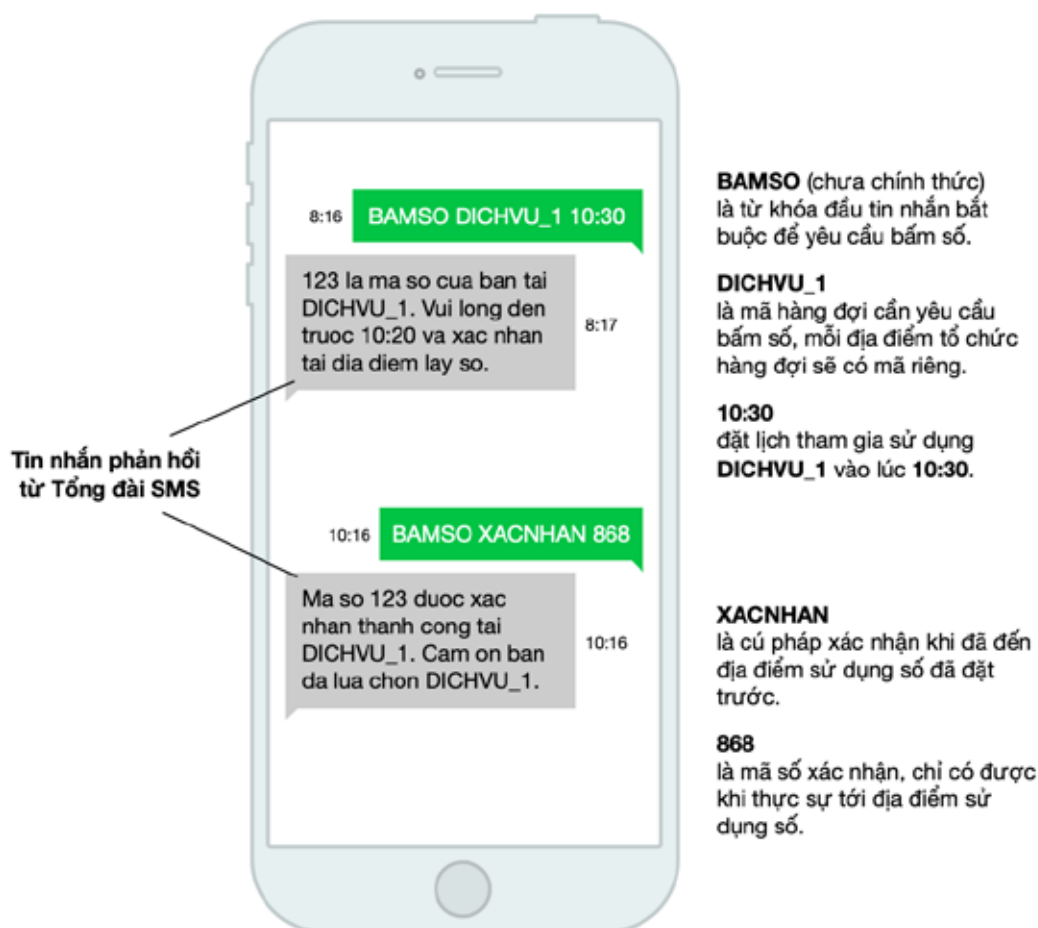 8:16
BAMSO DICHVU_1 10:30
123 la ma so cua ban tai
DICHVU_1. Vui long den
truoc 10:20 va xac nhan
tai dia diem lay so.
8:17
Tin nhắn phản hồi
từ Tổng đài SMS
10:16
BAMSO XACNHAN 868
Ma so 123 duoc xac
nhan thanh cong tai
DICHVU_1. Cam on ban
da lua chon DICHVU_1.
10:16
BAMSO (chưa chính thức)
là từ khóa đầu tin nhắn bắt
buộc để yêu cầu bấm số.
DICHVU_1
là mã hàng đợi cần yêu cầu
bấm số, mỗi địa điểm tổ chức
hàng đợi sẽ có mã riêng.
10:30
đặt lịch tham gia sử dụng
DICHVU_1 vào lúc 10:30.
XACNHAN
là cú pháp xác nhận khi đã đến
địa điểm sử dụng số đã đặt
trước.
868
là mã số xác nhận, chỉ có được
khi thực sự tới địa điểm sử
dụng số.